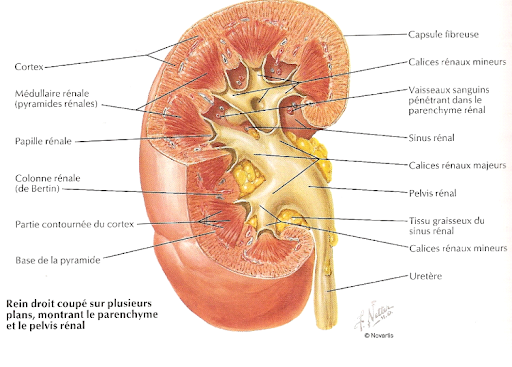 Cortex
Médullaire rénale
(pyramides rénales)
Papille rénale
Colonne rénale
(de Bertin)
Partie contournée du cortex
Base de la pyramide
Rein droit coupé sur plusieurs
plans, montrant le parenchyme
et le pelvis rénal
Capsule fibreuse
Calices rénaux mineurs
Vaisseaux sanguins
pénétrant dans le
parenchyme rénal
Sinus rénal
Calices rénaux majeurs
Pelvis rénal
Tissu graisseux du
sinus rénal
Calices rénaux mineurs
Uretère
F. Netter
M.D.
© Novartis